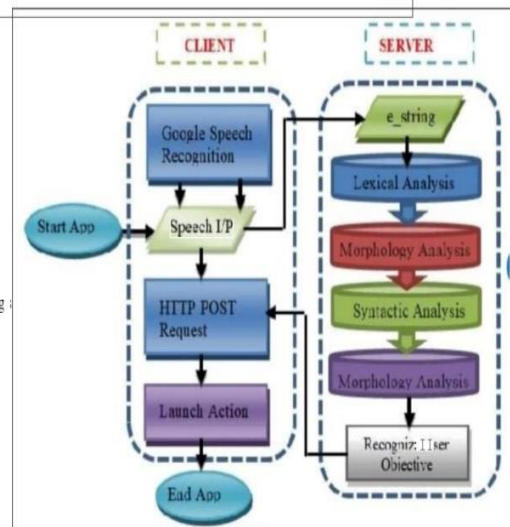 CLIENT
SERVER
Google Speech
Recognition
e_string
Lexical Analysis
Start App
Speech I/P
Morphology Analysis
HTTP POST
Request
Syntactic Analysis
Morphology Analysis
Launch Action
Objective
End App